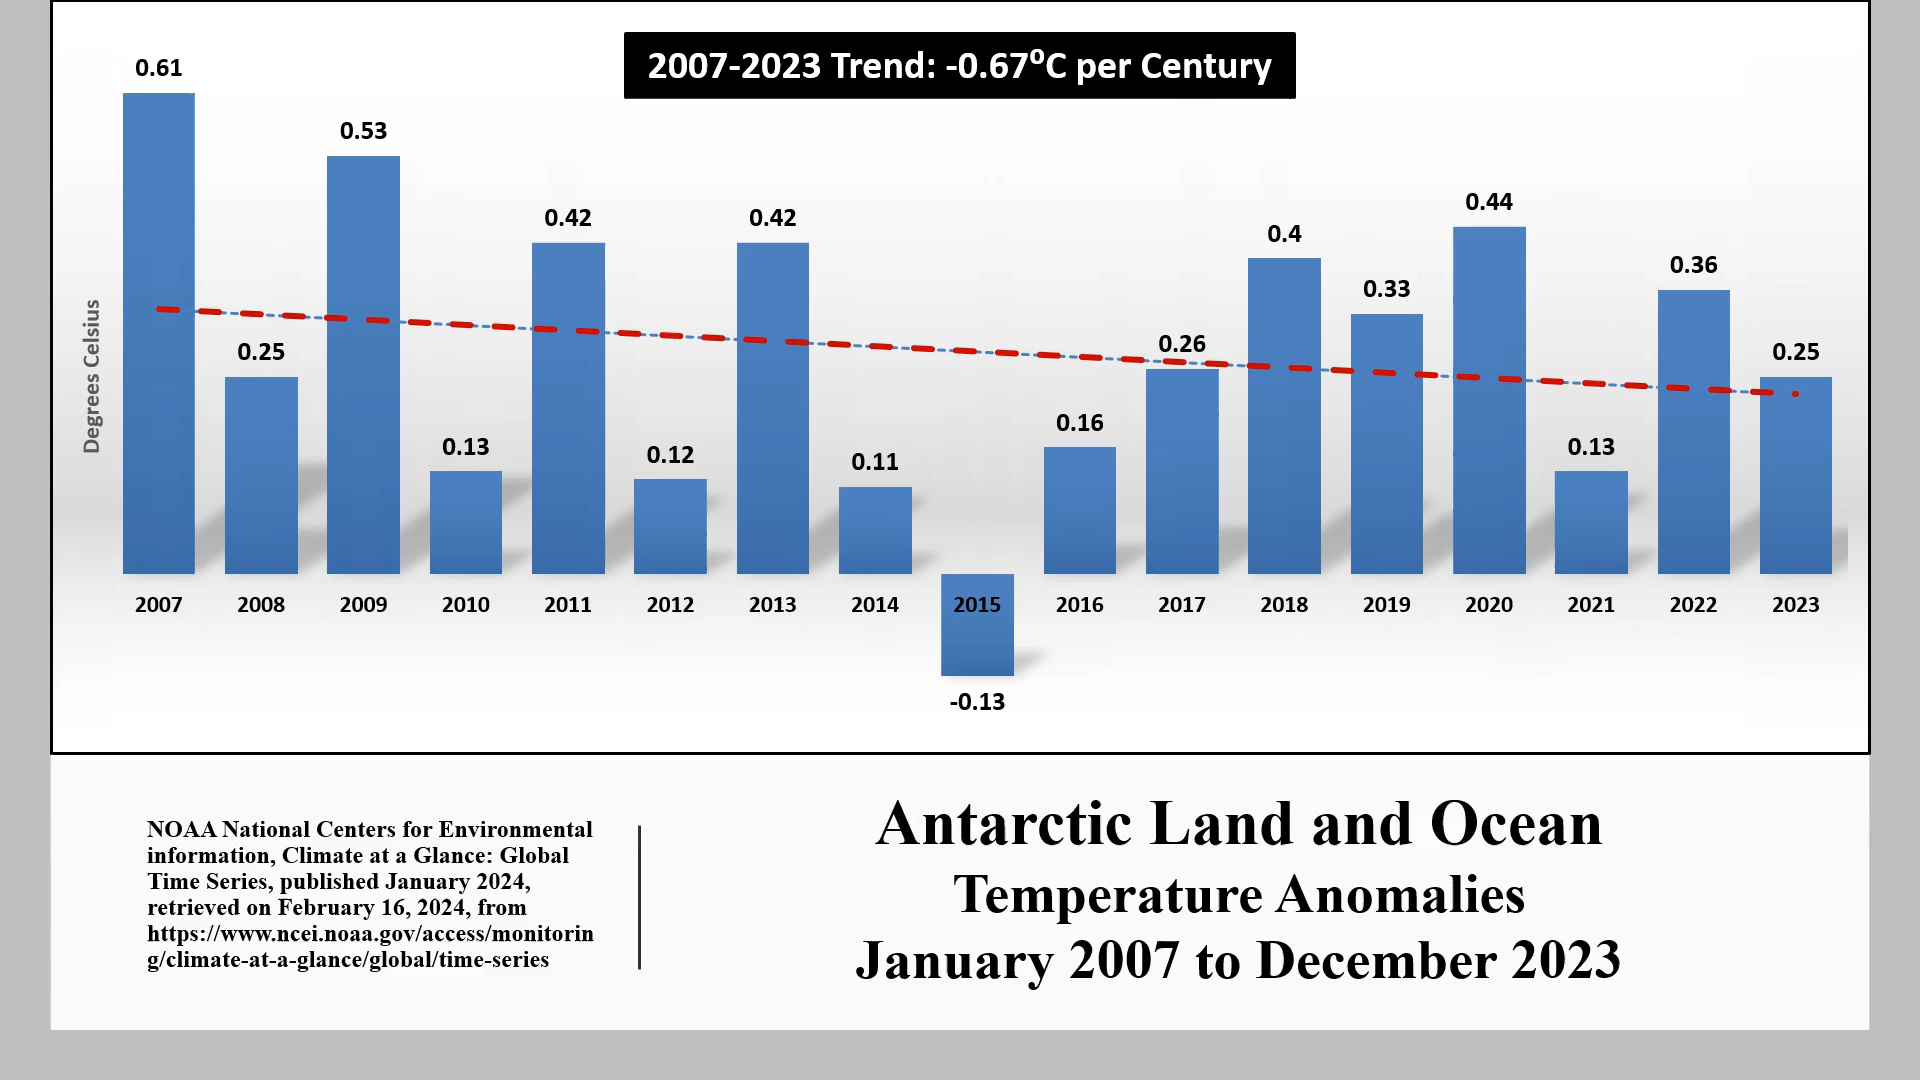 2007-2023 Trend: -0.67⁰C per Century
0.61
0.25
0.53
0.13
0.42
0.12
0.42
0.11
-0.13
0.16
0.26
0.4
0.33
0.44
0.13
0.36
0.25
Degrees Celsius
2007 2008 2009 2010 2011 2012 2013 2014 2015 2016 2017 2018 2019 2020 2021 2022 2023
NOAA National Centers for Environmental
information, Climate at a Glance: Global
Time Series, published January 2024,
retrieved on February 16, 2024, from
https://www.ncei.noaa.gov/access/monitorin
g/climate-at-a-glance/global/time-series
Antarctic Land and Ocean
Temperature Anomalies
January 2007 to December 2023